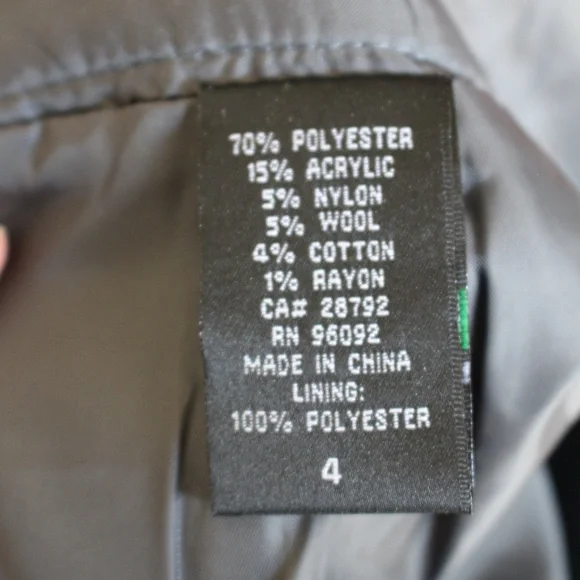 70% POLYESTER
15% ACRYLIC
5% NYLON
5% WOOL
4% COTTON
1% RAYON
CA# 28792
RN 96092
MADE IN CHINA
LINING:
100% POLYESTER
4